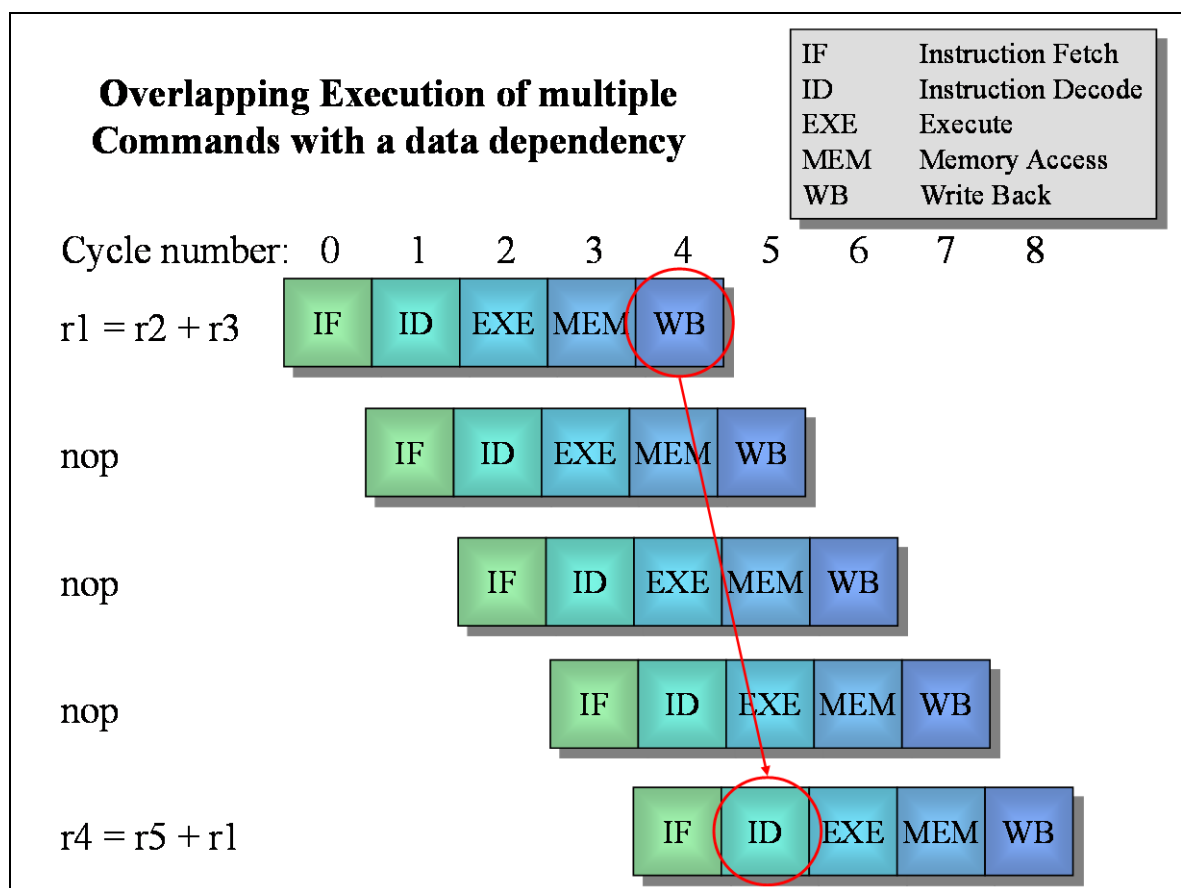 Overlapping Execution of multiple
Commands with a data dependency
IF Instruction Fetch
ID Instruction Decode
EXE Execute
MEM Memory Access
WB Write Back
Cycle number: 0 1 2 3 4 5 6 7 8
r1 = r2 + r3 IF ID EXE MEM WB
nop IF ID EXE MEM WB
nop IF ID EXE MEM WB
nop IF ID EXE MEM WB
r4 = r5 + r1 IF ID EXE MEM WB